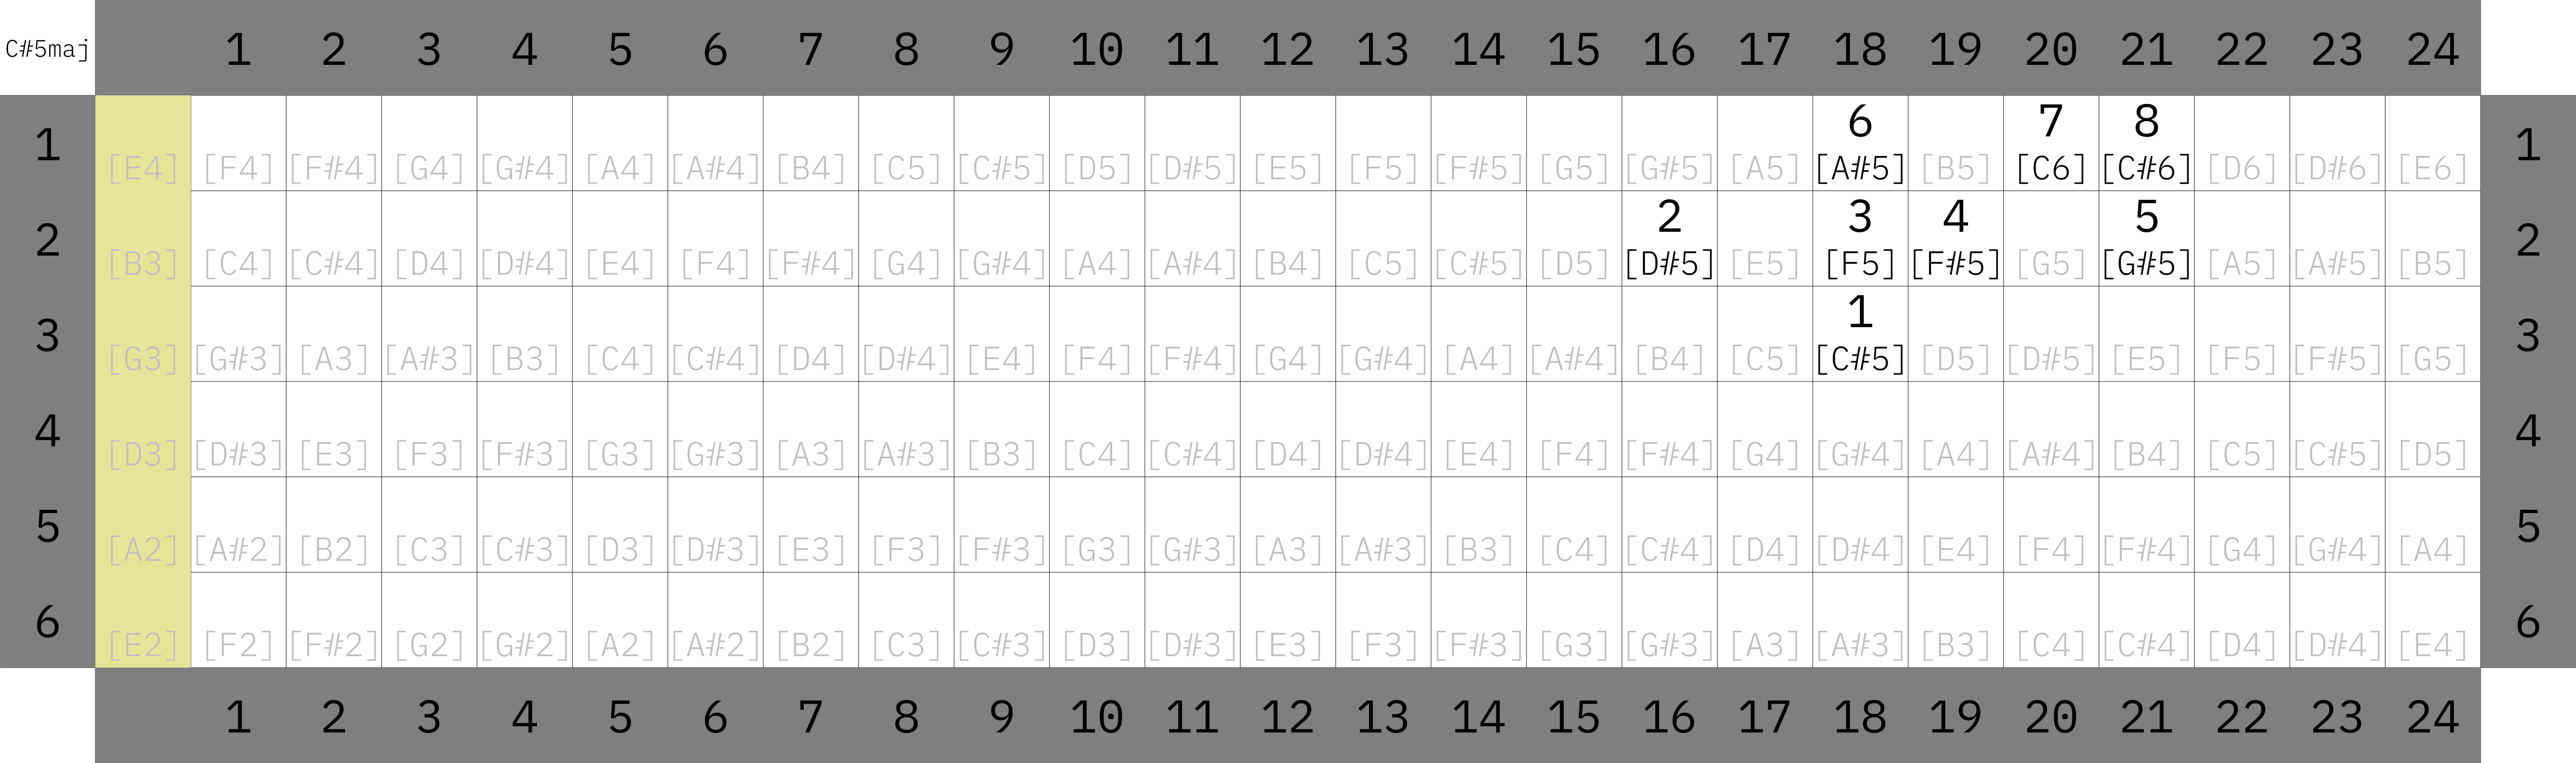 C#5maj 1 2 3 4 5 6 7 8 9 10 11 12 13 14 15 16 17 18 19 20 21 22 23 24
6 7 8
1 [E4] [F4] [F#4] [G4] [G#4] [A4] [A#4] [B4] [C5] [C#5] [D5] [D#5] [E5] [F5] [F#5] [G5] [G#5] [A5] [A#5] [B5] [C6] [C#6] [D6] [D#6] [E6] 1
2 3 4 5
2 [B3] [C4] [C#4] [D4] [D#4] [E4] [F4] [F#4] [G4] [G#4] [A4] [A#4] [B4] [C5] [C#5] [D5] [D#5] [E5] [F5] [F#5] [G5] [G#5] [A5] [A#5] [B5] 2
1
3 [G3] [G#3] [A3] [A#3] [B3] [C4] [C#4] [D4] [D#4] [E4] [F4] [F#4] [G4] [G#4] [A4] [A#4] [B4] [C5] [C#5] [D5] [D#5] [E5] [F5] [F#5] [G5] 3
4 [D3] [D#3] [E3] [F3] [F#3] [G3] [G#3] [A3] [A#3] [B3] [C4] [C#4] [D4] [D#4] [E4] [F4] [F#4] [G4] [G#4] [A4] [A#4] [B4] [C5] [C#5] [D5] 4
5 [A2] [A#2] [B2] [C3] [C#3] [D3] [D#3] [E3] [F3] [F#3] [G3] [G#3] [A3] [A#3] [B3] [C4] [C#4] [D4] [D#4] [E4] [F4] [F#4] [G4] [G#4] [A4] 5
6 [E2] [F2] [F#2] [G2] [G#2] [A2] [A#2] [B2] [C3] [C#3] [D3] [D#3] [E3] [F3] [F#3] [G3] [G#3] [A3] [A#3] [B3] [C4] [C#4] [D4] [D#4] [E4] 6
1 2 3 4 5 6 7 8 9 10 11 12 13 14 15 16 17 18 19 20 21 22 23 24